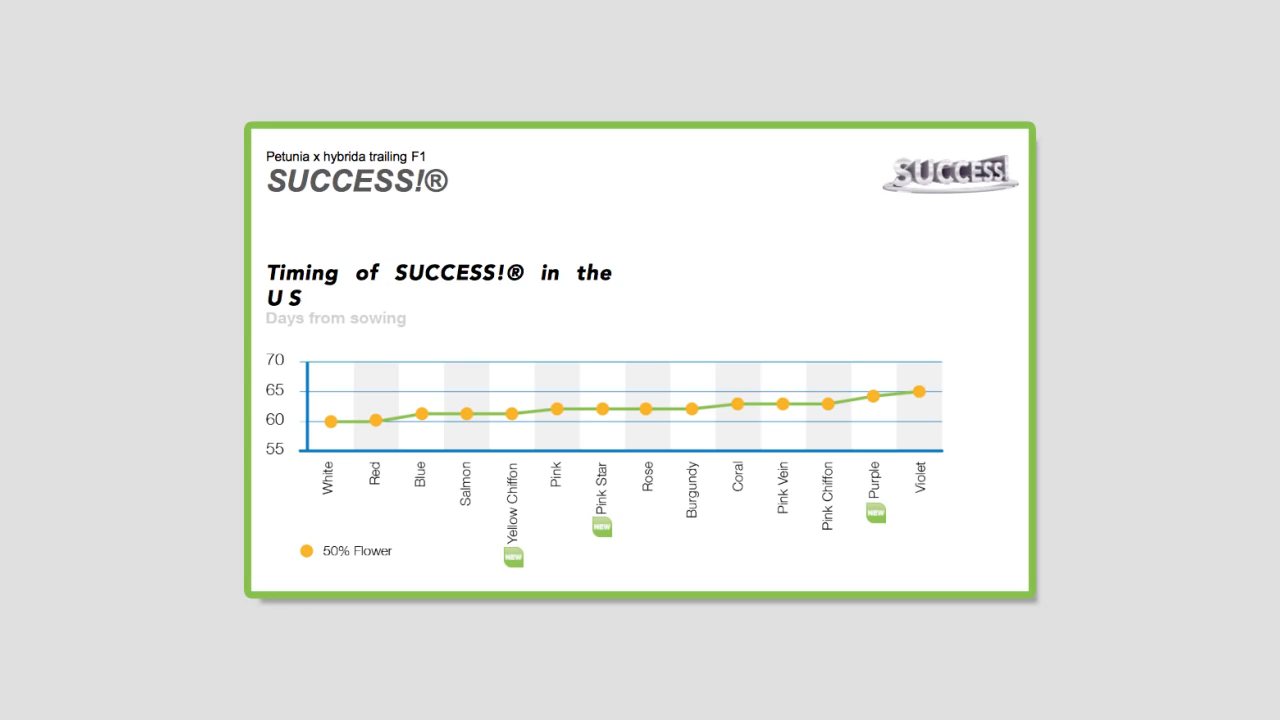 Petunia x hybrida trailing F1
SUCCESS!®
SUCCESS!
Timing of SUCCESS!® in the
US
Days from sowing
70
65
60
55
White
Red
Blue
Salmon
Yellow Chiffon
NEW
Pink
Pink Star
NEW
Rose
Burgundy
Coral
Pink Vein
Pink Chiffon
Purple
NEW
Violet
50% Flower